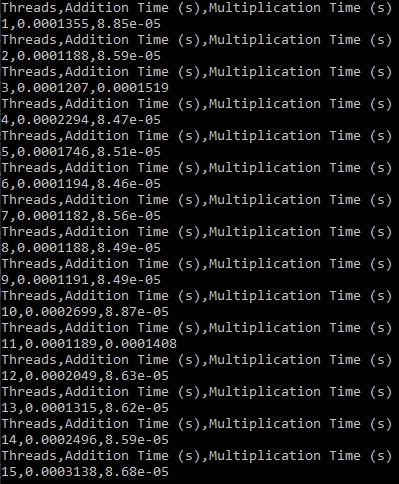 Threads,Addition Time (s),Multiplication Time (s)
1,0.0001355,8.85e-05
Threads,Addition Time (s),Multiplication Time (s)
2,0.0001188,8.59e-05
Threads,Addition Time (s),Multiplication Time (s)
3,0.0001207,0.0001519
Threads,Addition Time (s),Multiplication Time (s)
4,0.0002294,8.47e-05
Threads,Addition Time (s),Multiplication Time (s)
5,0.0001746,8.51e-05
Threads,Addition Time (s),Multiplication Time (s)
6,0.0001194,8.46e-05
Threads,Addition Time (s),Multiplication Time (s)
7,0.0001182,8.56e-05
Threads,Addition Time (s),Multiplication Time (s)
8,0.0001188,8.49e-05
Threads,Addition Time (s),Multiplication Time (s)
9,0.0001191,8.49e-05
Threads,Addition Time (s),Multiplication Time (s)
10,0.0002699,8.87e-05
Threads,Addition Time (s),Multiplication Time (s)
11,0.0001189,0.0001408
Threads,Addition Time (s),Multiplication Time (s)
12,0.0002049,8.63e-05
Threads,Addition Time (s),Multiplication Time (s)
13,0.0001315,8.62e-05
Threads,Addition Time (s),Multiplication Time (s)
14,0.0002496,8.59e-05
Threads,Addition Time (s),Multiplication Time (s)
15,0.0003138,8.68e-05